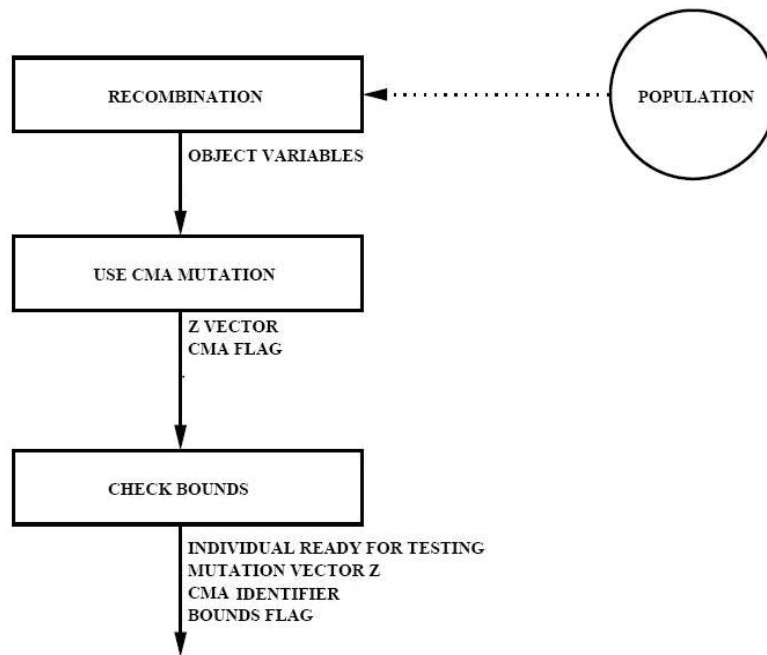 RECOMBINATION
POPULATION
OBJECT VARIABLES
USE CMA MUTATION
Z VECTOR
CMA FLAG
CHECK BOUNDS
INDIVIDUAL READY FOR TESTING
MUTATION VECTOR Z
CMA IDENTIFIER
BOUNDS FLAG